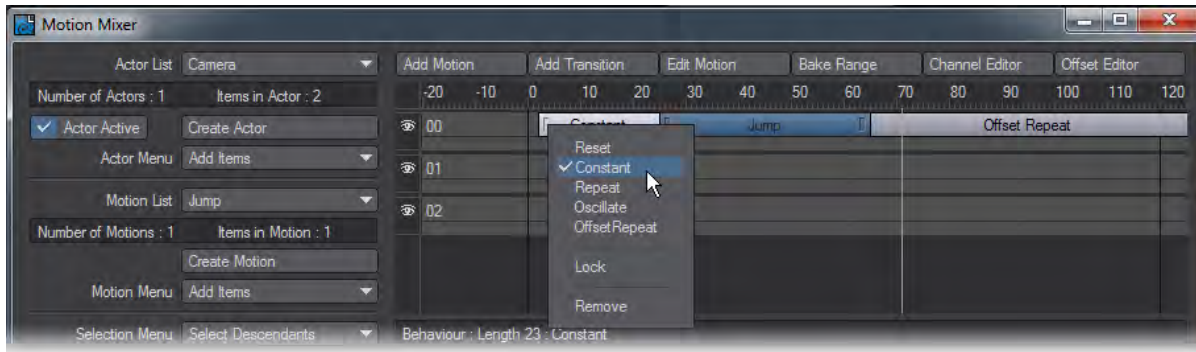 Motion Mixer
Actor List Camera
Add Motion Add Transition Edit Motion Bake Range Channel Editor Offset Editor
Number of Actors : 1 Items in Actor : 2
-20 -10 0 10 20 30 40 50 60 70 80 90 100 110 120
Actor Active Create Actor
00 Constant Jump Offset Repeat
Actor Menu Add Items
01
Motion List Jump
02
Number of Motions : 1 Items in Motion : 1
Create Motion
Motion Menu Add Items
Selection Menu Select Descendants
Reset
Constant
Repeat
Oscillate
OffsetRepeat
Lock
Remove
Behaviour : Length 23 : Constant